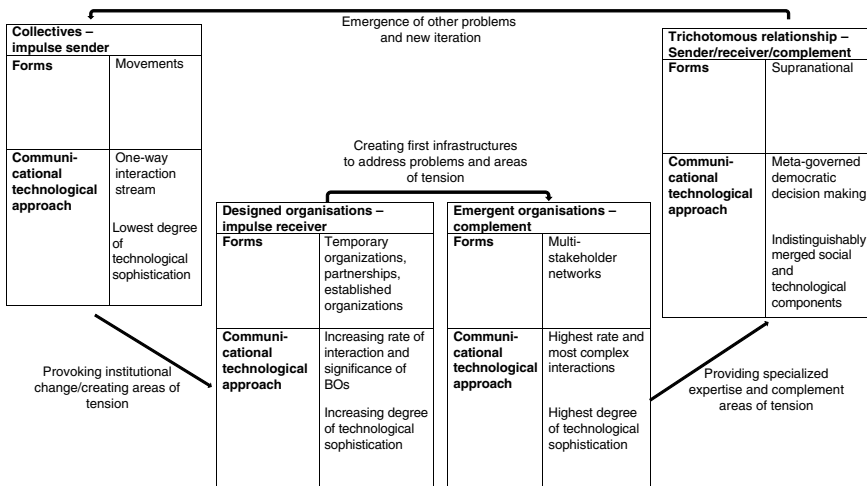 Emergence of other problems
and new iteration
Collectives –
impulse sender
Forms
Movements
Communi-
cational
technological
approach
One-way
interaction
stream
Lowest degree
of
technological
sophistication
Provoking institutional
change/creating areas of
tension
Creating first infrastructures
to address problems and areas
of tension
Designed organisations –
impulse receiver
Forms
Temporary
organizations,
partnerships,
established
organizations
Communi-
cational
technological
approach
Increasing rate of
interaction and
significance of
BOs
Increasing degree
of technological
sophistication
Emergent organisations –
complement
Forms
Multi-
stakeholder
networks
Communi-
cational
technological
approach
Highest rate and
most complex
interactions
Highest degree
of technological
sophistication
Trichotomous relationship –
Sender/receiver/complement
Forms
Supranational
Communi-
cational
technological
approach
Meta-governed
democratic
decision making
Indistinguishably
merged social
and
technological
components
Providing specialized
expertise and complement
areas of tension